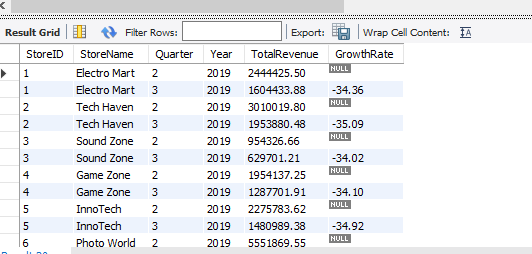 Result Grid Filter Rows: Export: Wrap Cell Content: IA
StoreID StoreName Quarter Year TotalRevenue GrowthRate
1 Electro Mart 2 2019 2444425.50 NULL
1 Electro Mart 3 2019 1604433.88 -34.36
2 Tech Haven 2 2019 3010019.80 NULL
2 Tech Haven 3 2019 1953880.48 -35.09
3 Sound Zone 2 2019 954326.66 NULL
3 Sound Zone 3 2019 629701.21 -34.02
4 Game Zone 2 2019 1954137.25 NULL
4 Game Zone 3 2019 1287701.91 -34.10
5 InnoTech 2 2019 2275783.62 NULL
5 InnoTech 3 2019 1480989.38 -34.92
6 Photo World 2 2019 5551869.55 NULL